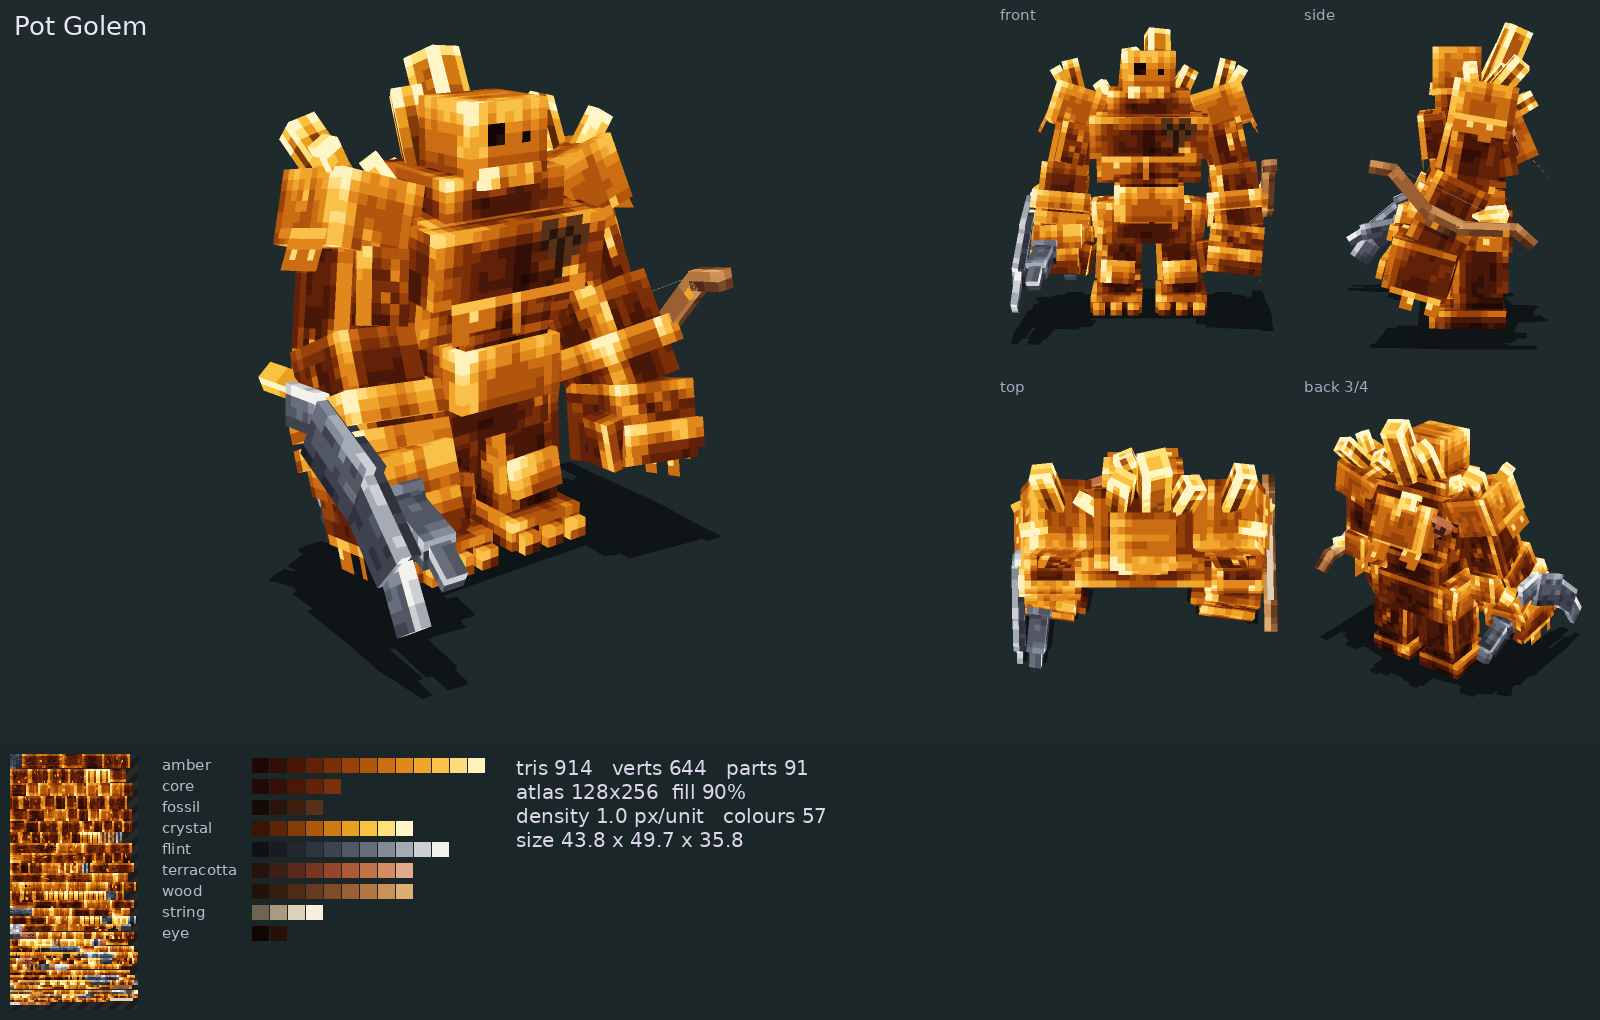 Pot Golem
front
side
top
back 3/4
amber
core
fossil
crystal
flint
terracotta
wood
string
eye
tris 914 verts 644 parts 91
atlas 128x256 fill 90%
density 1.0 px/unit colours 57
size 43.8 x 49.7 x 35.8